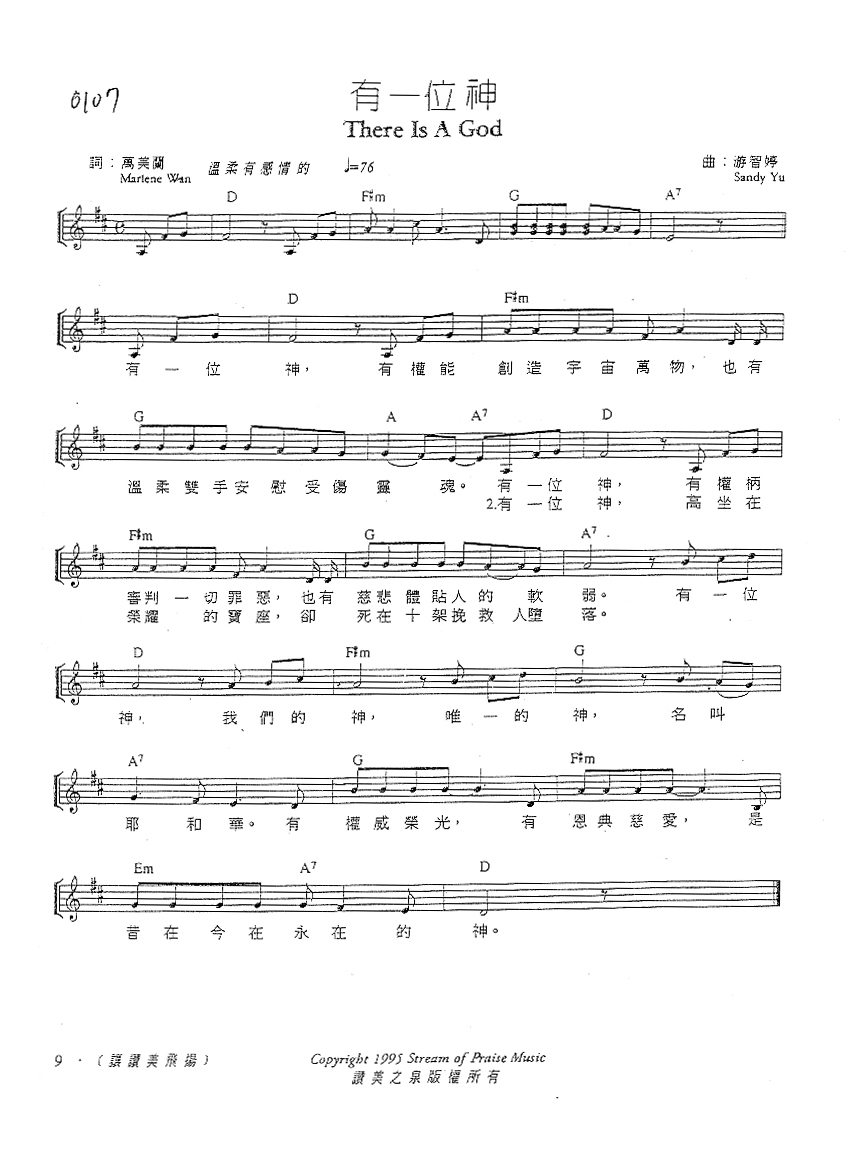 0107
有一位神
There Is A God
詞：萬美蘭
Marlene Wan
溫柔有感情的 ♩=76
曲：游智婷
Sandy Yu
D F#m G A7
D F#m
有一位神，有權能創造宇宙萬物，也有
G A A7 D
溫柔雙手安慰受傷靈魂。有一位神，有權柄
2.有一位神，高坐在
F#m G A7
審判一切罪惡，也有慈悲體貼人的軟弱。有一位
榮耀的寶座，卻死在十架挽救人墮落。
D F#m G
神，我們的神，唯一的神，名叫
A7 G F#m
耶和華。有權威榮光，有恩典慈愛，是
Em A7 D
昔在今在永在的神。
9 ·（讓讚美飛揚）
Copyright 1995 Stream of Praise Music
讚美之泉版權所有